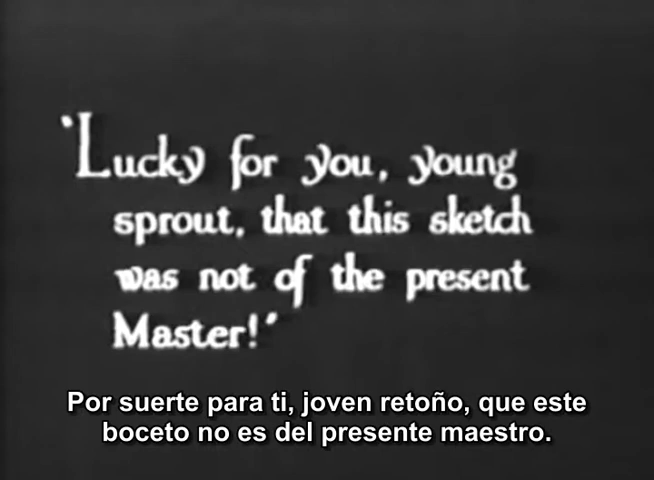 'Lucky for you, young
sprout, that this sketch
was not of the present
Master!'
Por suerte para ti, joven retoño, que este
boceto no es del presente maestro.